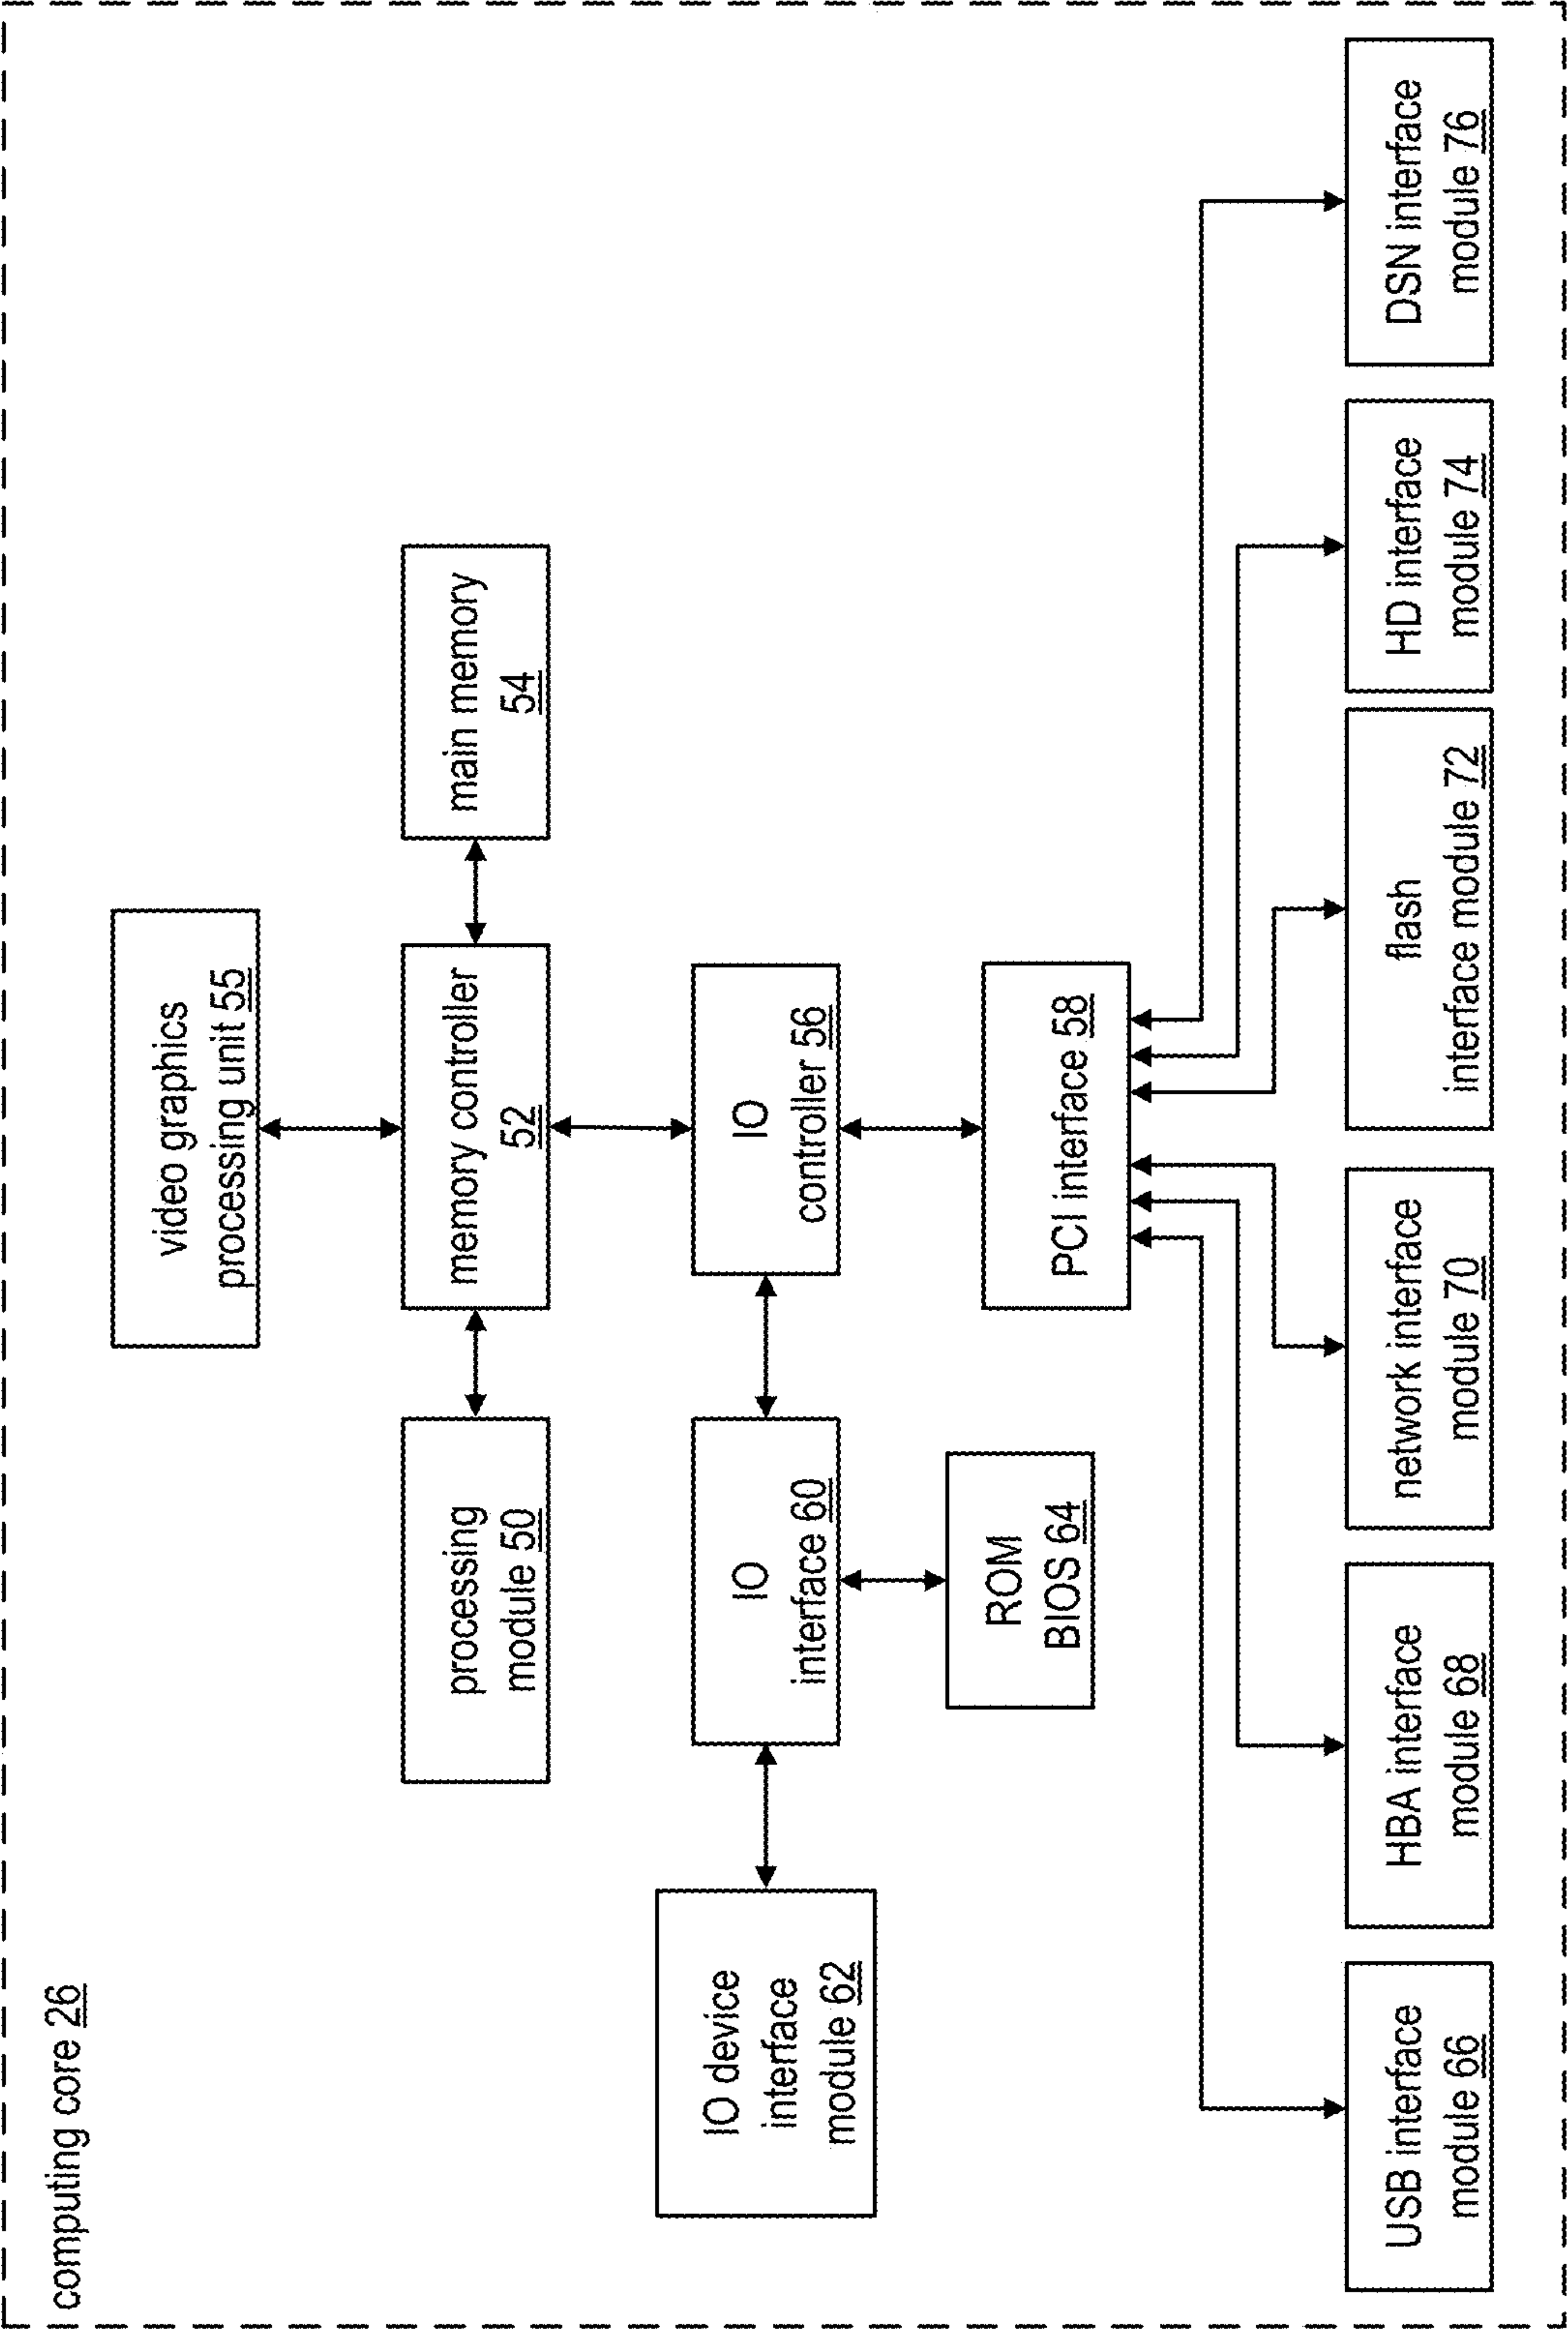 computing core 26
video graphics
processing unit 55
processing
module 50
memory controller
52
main memory
54
IO device
interface
module 62
IO
interface 60
IO
controller 56
ROM
BIOS 64
PCI interface 58
USB interface
module 66
HBA interface
module 68
network interface
module 70
flash
interface module 72
HD interface
module 74
DSN interface
module 76